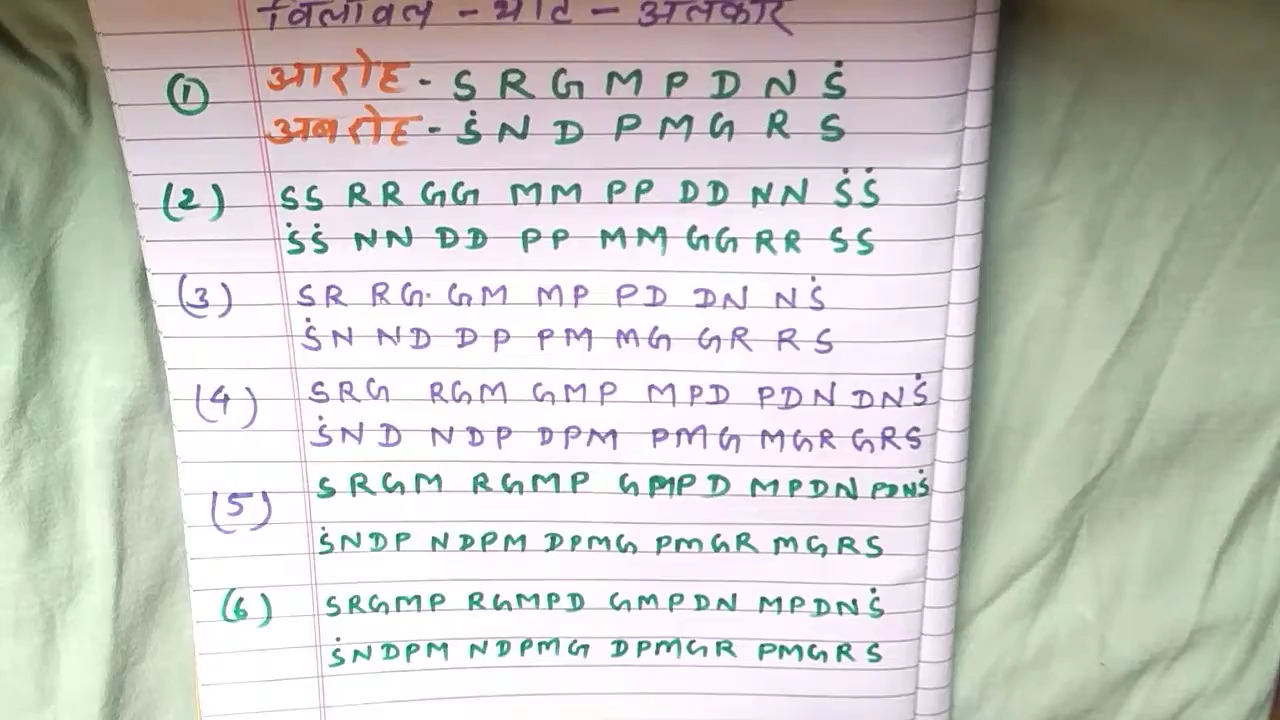 बिलावल - थाट - अलंकार
① आरोह - S R G M P D N Ṡ
अवरोह - Ṡ N D P M G R S
(2) SS RR GG MM PP DD NN ṠṠ
ṠṠ NN DD PP MM GG RR SS
(3) SR RG. GM MP PD DN NṠ
ṠN ND DP PM MG GR RS
(4) SRG RGM GMP MPD PDN DNṠ
ṠND NDP DPM PMG MGR GRS
(5) SRGM RGMP GMPD MPDN PDNṠ
ṠNDP NDPM DPMG PMGR MGRS
(6) SRGMP RGMPD GMPDN MPDNṠ
ṠNDPM NDPMG DPMGR PMGRS